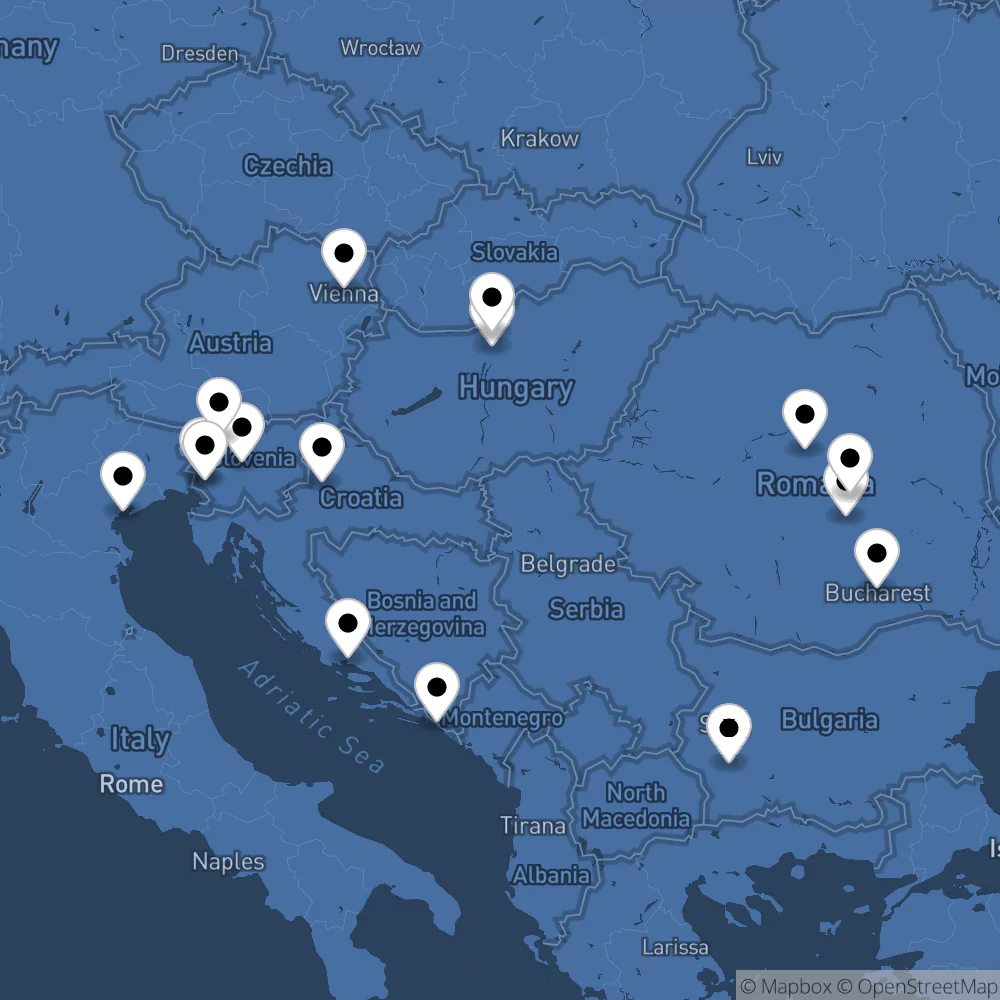 many
Dresden
Wrocław
Krakow
Lviv
Czechia
Slovakia
Vienna
Austria
Hungary
Mo
Slovenia
Croatia
Romania
Belgrade
Bucharest
Bosnia and
Herzegovina
Serbia
Adriatic Sea
Montenegro
S
Bulgaria
Italy
Rome
North
Macedonia
Tirana
Naples
Is
Albania
Larissa
© Mapbox © OpenStreetMap